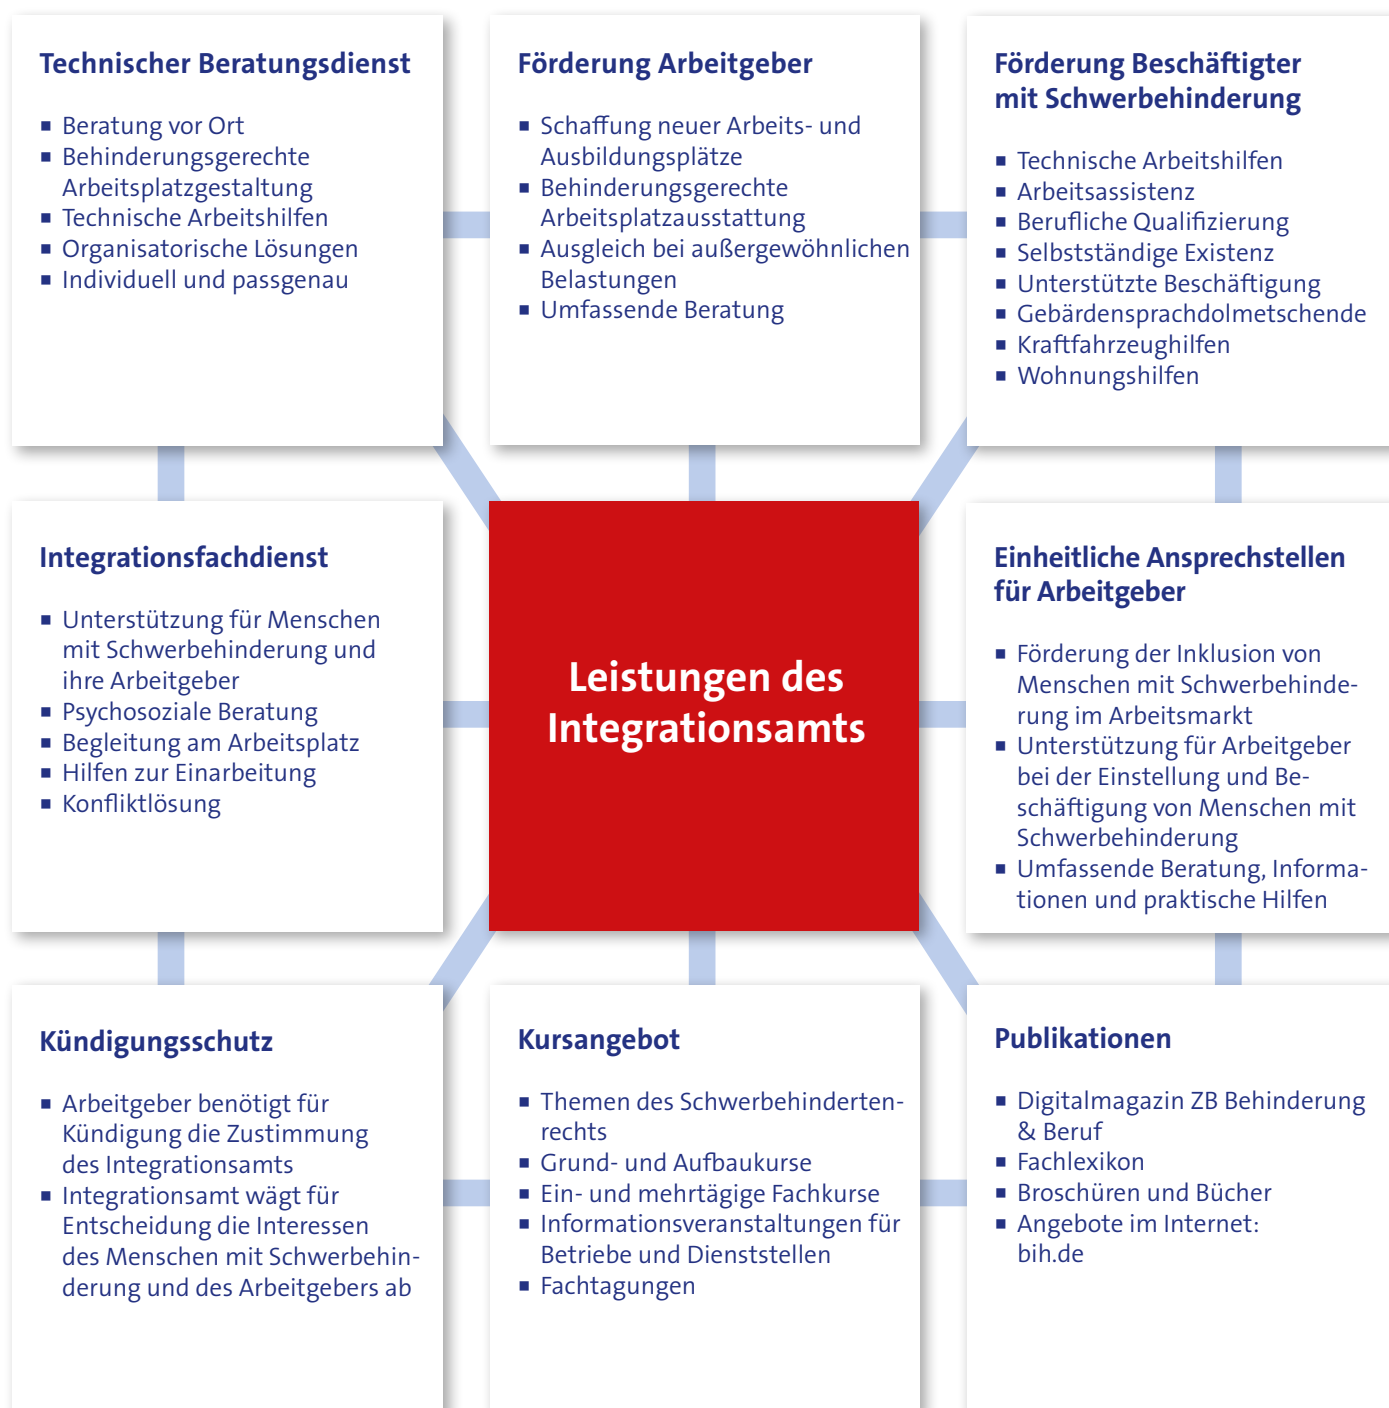 Technischer Beratungsdienst
■ Beratung vor Ort
■ Behinderungsgerechte
Arbeitsplatzgestaltung
■ Technische Arbeitshilfen
■ Organisatorische Lösungen
■ Individuell und passgenau
Förderung Arbeitgeber
■ Schaffung neuer Arbeits- und
Ausbildungsplätze
■ Behinderungsgerechte
Arbeitsplatzausstattung
■ Ausgleich bei außergewöhnlichen
Belastungen
■ Umfassende Beratung
Förderung Beschäftigter
mit Schwerbehinderung
■ Technische Arbeitshilfen
■ Arbeitsassistenz
■ Berufliche Qualifizierung
■ Selbstständige Existenz
■ Unterstützte Beschäftigung
■ Gebärdensprachdolmetschende
■ Kraftfahrzeughilfen
■ Wohnungshilfen
Integrationsfachdienst
■ Unterstützung für Menschen
mit Schwerbehinderung und
ihre Arbeitgeber
■ Psychosoziale Beratung
■ Begleitung am Arbeitsplatz
■ Hilfen zur Einarbeitung
■ Konfliktlösung
Leistungen des
Integrationsamts
Einheitliche Ansprechstellen
für Arbeitgeber
■ Förderung der Inklusion von
Menschen mit Schwerbehinde-
rung im Arbeitsmarkt
■ Unterstützung für Arbeitgeber
bei der Einstellung und Be-
schäftigung von Menschen mit
Schwerbehinderung
■ Umfassende Beratung, Informa-
tionen und praktische Hilfen
Kündigungsschutz
■ Arbeitgeber benötigt für
Kündigung die Zustimmung
des Integrationsamts
■ Integrationsamt wägt für
Entscheidung die Interessen
des Menschen mit Schwerbehin-
derung und des Arbeitgebers ab
Kursangebot
■ Themen des Schwerbehinderten-
rechts
■ Grund- und Aufbaukurse
■ Ein- und mehrtägige Fachkurse
■ Informationsveranstaltungen für
Betriebe und Dienststellen
■ Fachtagungen
Publikationen
■ Digitalmagazin ZB Behinderung
& Beruf
■ Fachlexikon
■ Broschüren und Bücher
■ Angebote im Internet:
bih.de